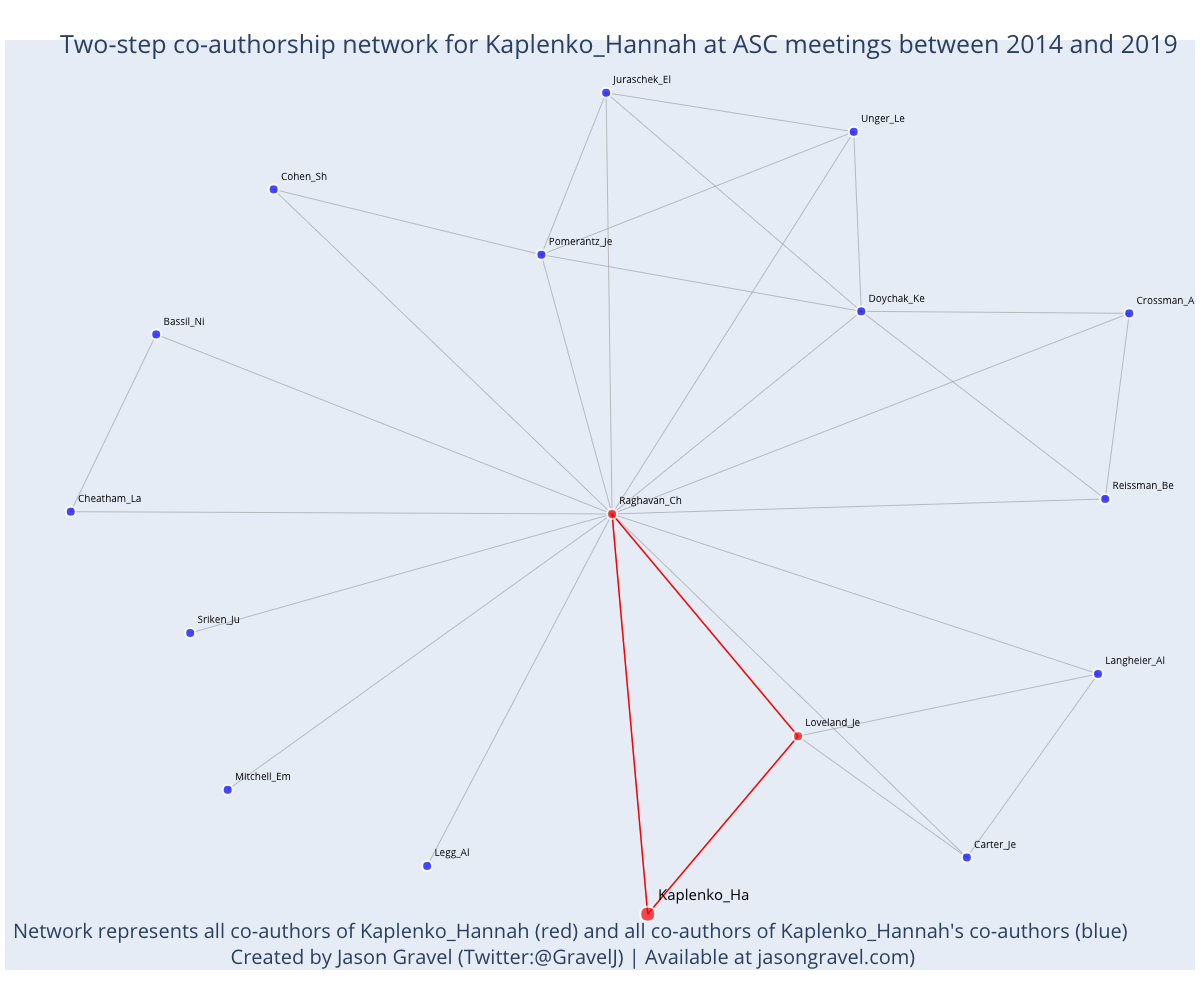 Two-step co-authorship network for Kaplenko_Hannah at ASC meetings between 2014 and 2019
Juraschek_El
Unger_Le
Cohen_Sh
Pomerantz_Je
Doychak_Ke
Crossman_A
Bassil_Ni
Reissman_Be
Cheatham_La
Raghavan_Ch
Sriken_Ju
Langheier_Al
Loveland_Je
Mitchell_Em
Carter_Je
Legg_Al
Kaplenko_Ha
Network represents all co-authors of Kaplenko_Hannah (red) and all co-authors of Kaplenko_Hannah's co-authors (blue)
Created by Jason Gravel (Twitter:@GravelJ) | Available at jasongravel.com)